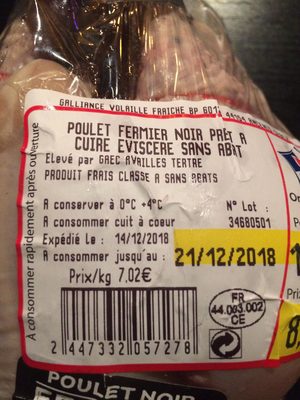 GALLIANCE VOLAILLE FRAICHE BP 601
POULET FERMIER NOIR PRÊT A
CUIRE EVISCERE SANS ABAT
Elevé par GAEC AVAILLES TERTRE
PRODUIT FRAIS CLASSE A SANS ABATS
A conserver à 0°C +4°C
N° Lot :
A consommer cuit à coeur
34680501
Expédié le : 14/12/2018
A consommer jusqu'au : 21/12/2018
Prix/kg 7.02€
FR
44.003.002
CE
2 447332 057278
A consommer rapidement après ouverture
POULET NOIR